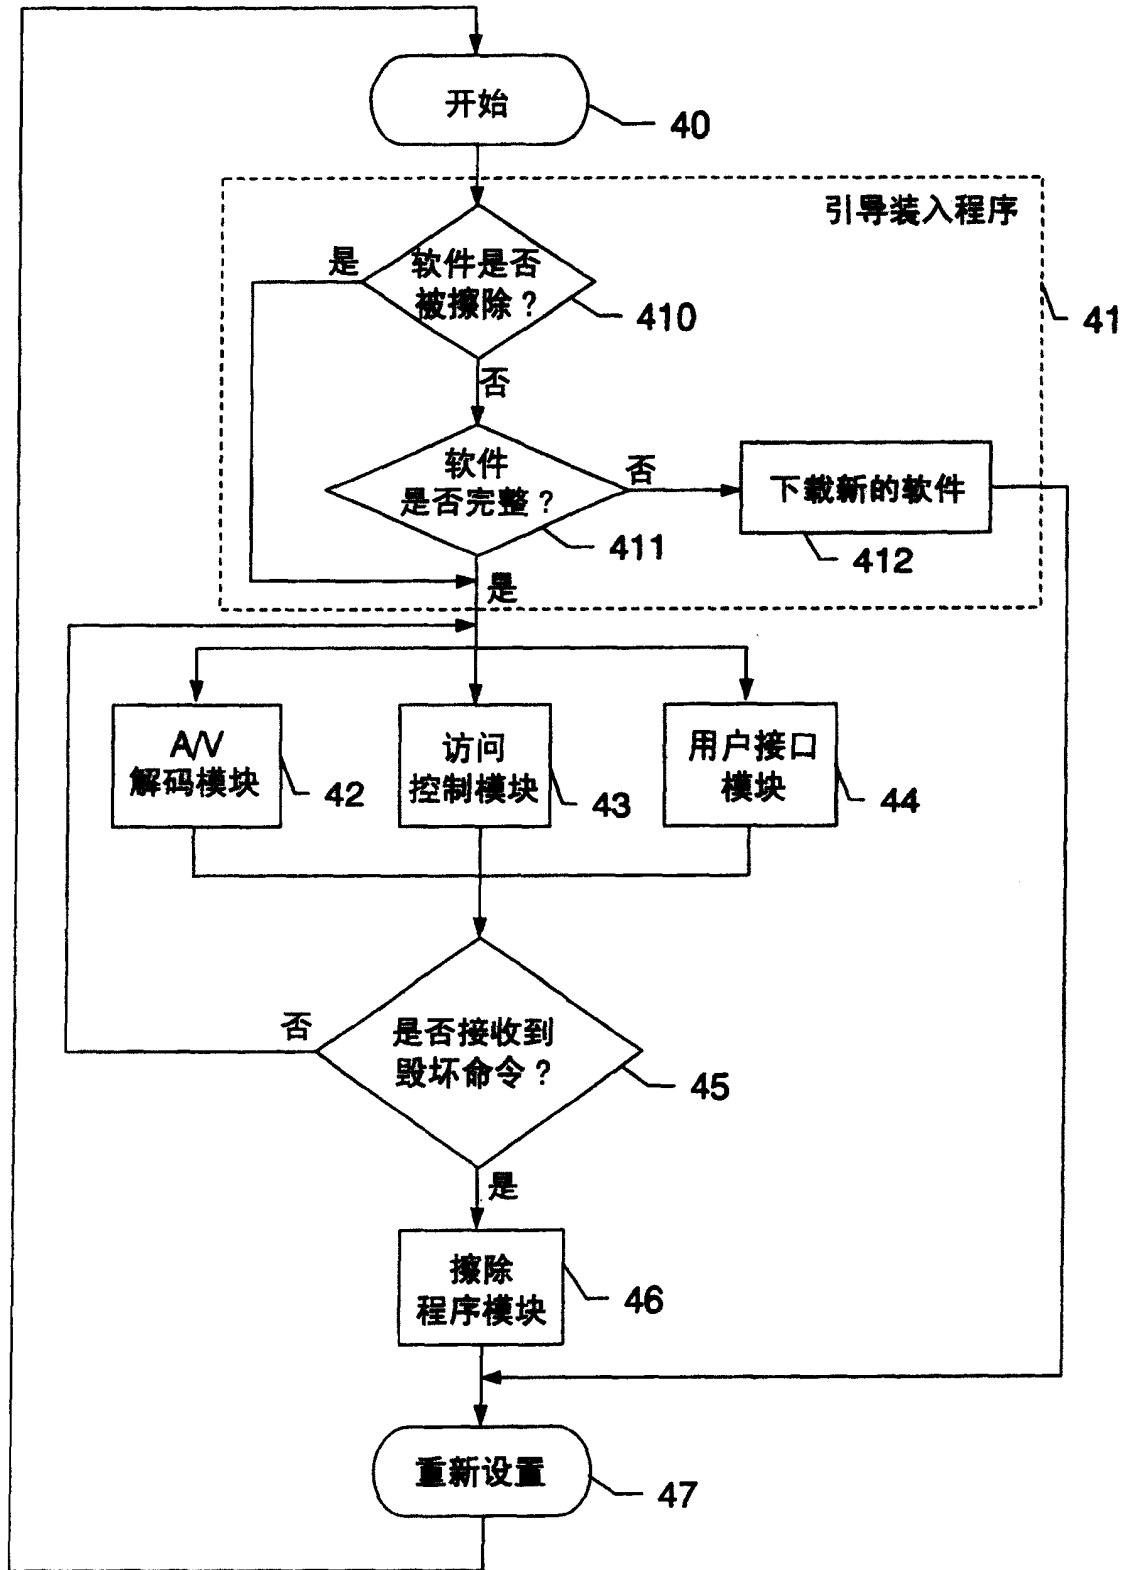 开始
40
引导装入程序
是
软件是否
被擦除？
410
41
否
软件
是否完整？
否
下载新的软件
411
412
是
A/V
解码模块
42
访问
控制模块
43
用户接口
模块
44
否
是否接收到
毁坏命令？
45
是
擦除
程序模块
46
重新设置
47